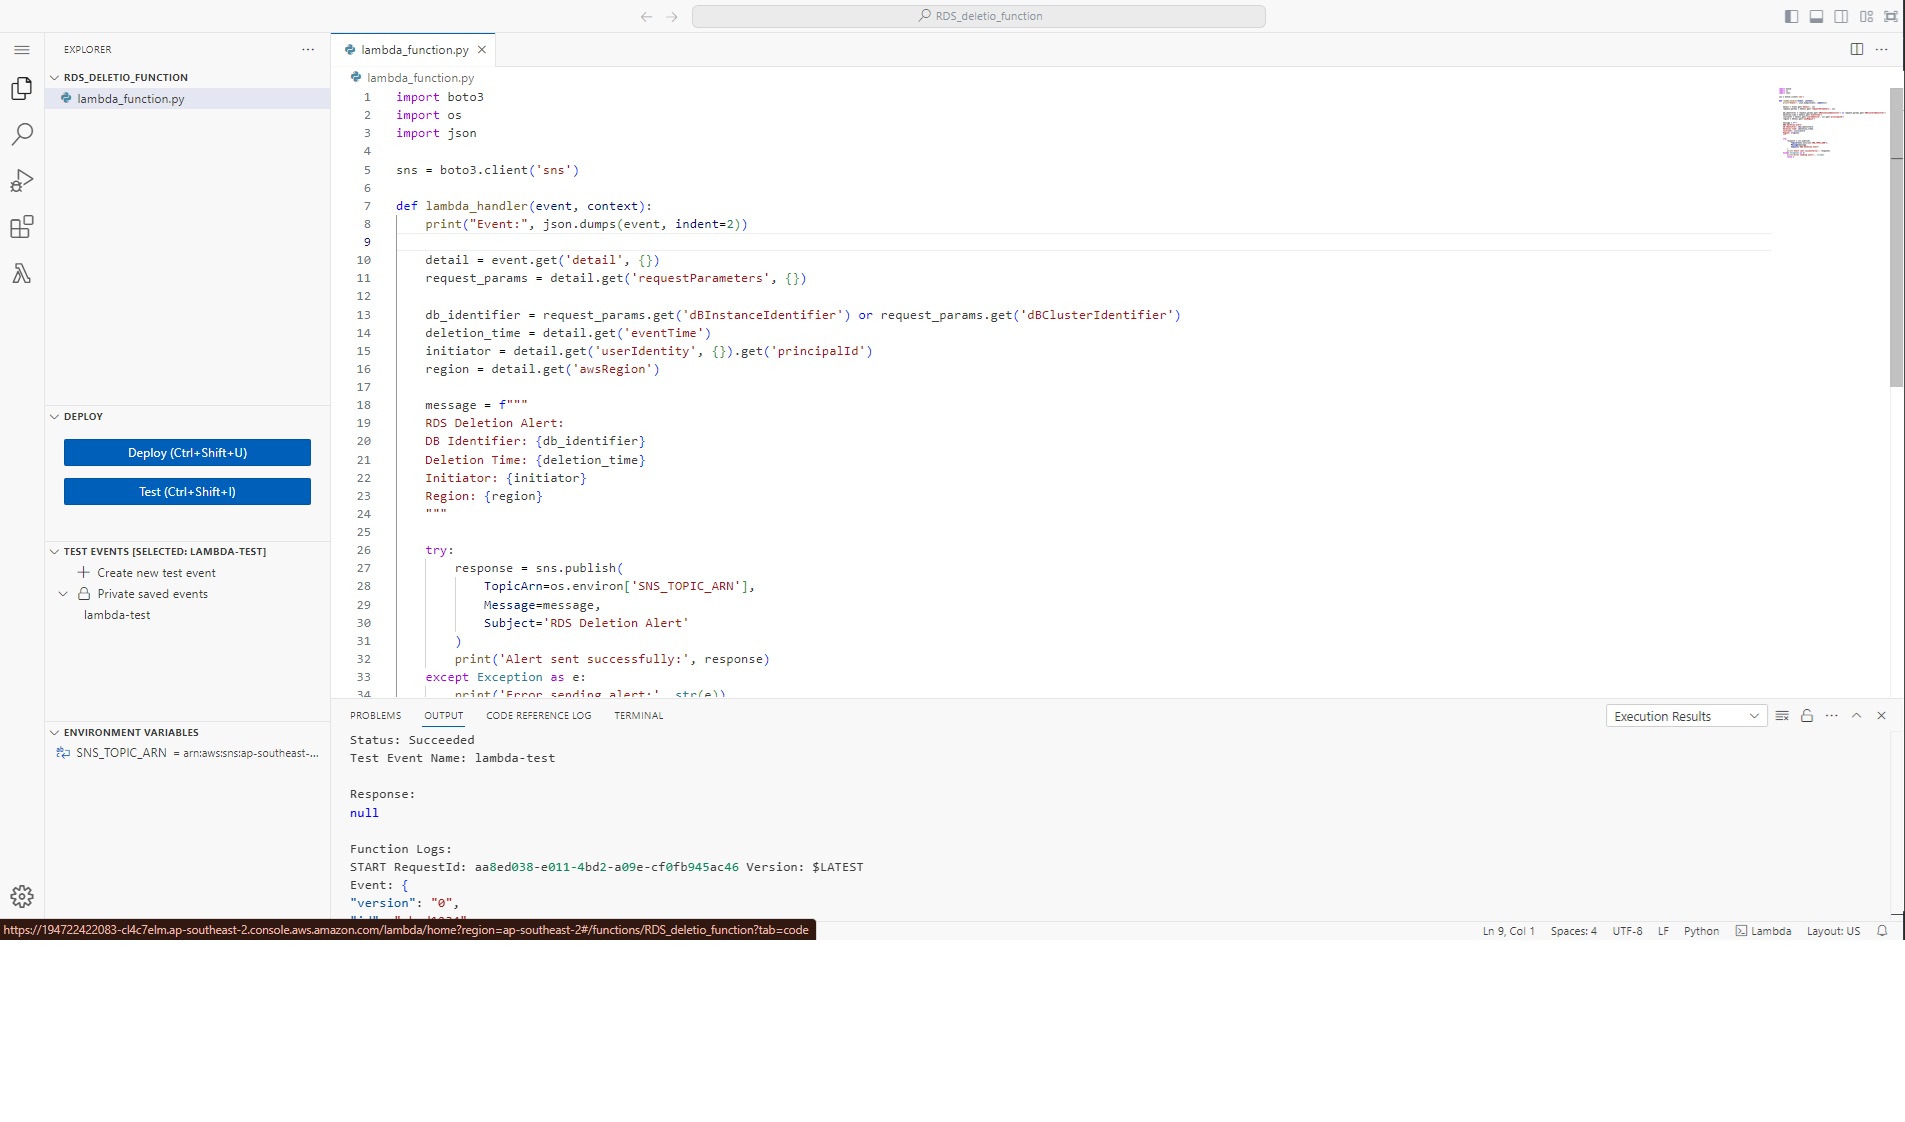 RDS_deletio_function
EXPLORER
RDS_DELETIO_FUNCTION
lambda_function.py
DEPLOY
Deploy (Ctrl+Shift+U)
Test (Ctrl+Shift+I)
TEST EVENTS [SELECTED: LAMBDA-TEST]
Create new test event
Private saved events
lambda-test
ENVIRONMENT VARIABLES
SNS_TOPIC_ARN = arn:aws:sns:ap-southeast-...
lambda_function.py
lambda_function.py
1 import boto3
2 import os
3 import json
4
5 sns = boto3.client('sns')
6
7 def lambda_handler(event, context):
8 print("Event:", json.dumps(event, indent=2))
9
10 detail = event.get('detail', {})
11 request_params = detail.get('requestParameters', {})
12
13 db_identifier = request_params.get('dBInstanceIdentifier') or request_params.get('dBClusterIdentifier')
14 deletion_time = detail.get('eventTime')
15 initiator = detail.get('userIdentity', {}).get('principalId')
16 region = detail.get('awsRegion')
17
18 message = f"""
19 RDS Deletion Alert:
20 DB Identifier: {db_identifier}
21 Deletion Time: {deletion_time}
22 Initiator: {initiator}
23 Region: {region}
24 """
25
26 try:
27 response = sns.publish(
28 TopicArn=os.environ['SNS_TOPIC_ARN'],
29 Message=message,
30 Subject='RDS Deletion Alert'
31 )
32 print('Alert sent successfully:', response)
33 except Exception as e:
34 print('Error sending alert:', str(e))
PROBLEMS OUTPUT CODE REFERENCE LOG TERMINAL
Execution Results
Status: Succeeded
Test Event Name: lambda-test
Response:
null
Function Logs:
START RequestId: aa8ed038-e011-4bd2-a09e-cf0fb945ac46 Version: $LATEST
Event: {
"version": "0",
https://194722422083-cl4c7elm.ap-southeast-2.console.aws.amazon.com/lambda/home?region=ap-southeast-2#/functions/RDS_deletio_function?tab=code
Ln 9, Col 1 Spaces: 4 UTF-8 LF Python Lambda Layout: US